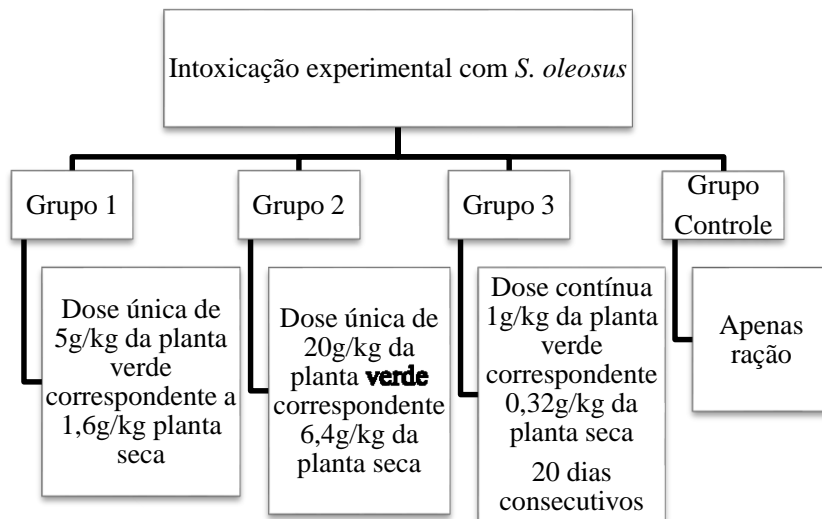 Intoxicação experimental com S. oleosus
Grupo 1
Grupo 2
Grupo 3
Grupo
Controle
Dose única de
5g/kg da planta
verde
correspondente a
1,6g/kg planta
seca
Dose única de
20g/kg da
planta verde
correspondente
6,4g/kg da
planta seca
Dose contínua
1g/kg da planta
verde
correspondente
0,32g/kg da
planta seca
20 dias
consecutivos
Apenas
ração